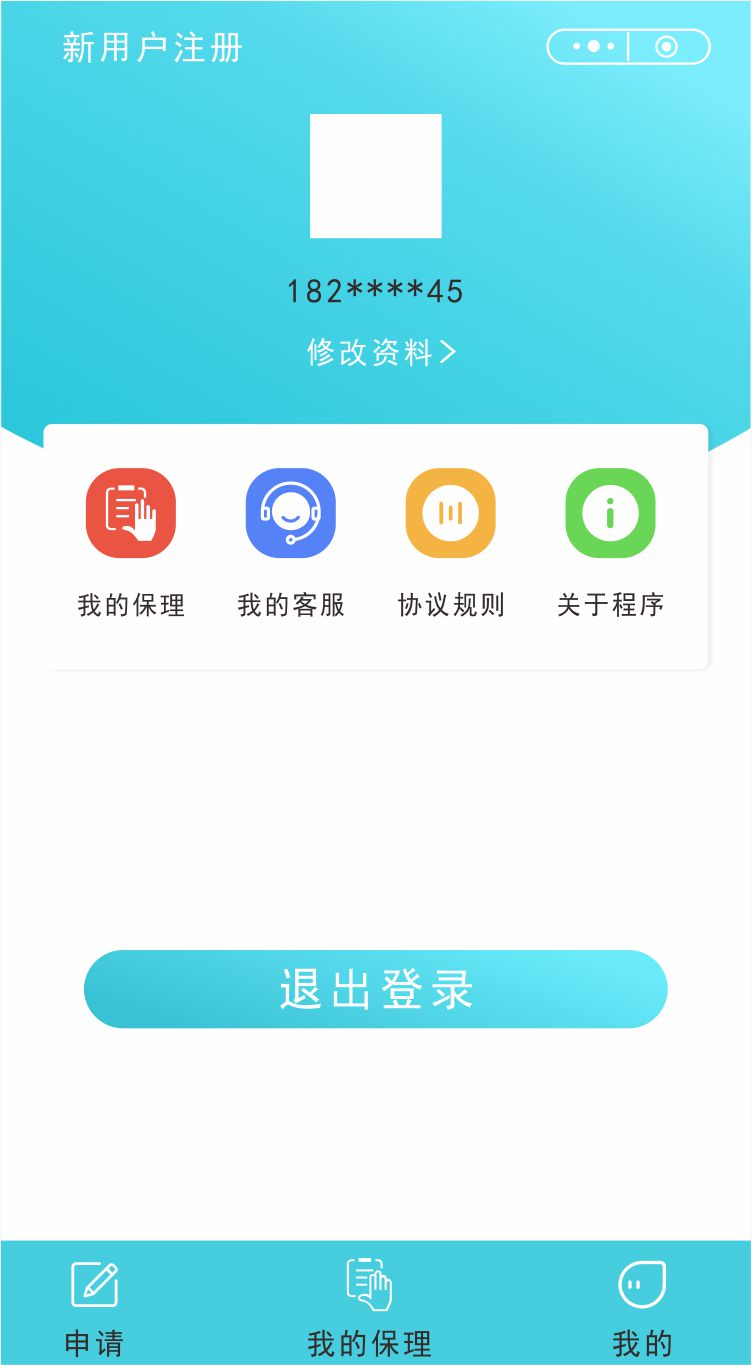 新用户注册
182****45
修改资料>
我的保理 我的客服 协议规则 关于程序
退出登录
申请 我的保理 我的